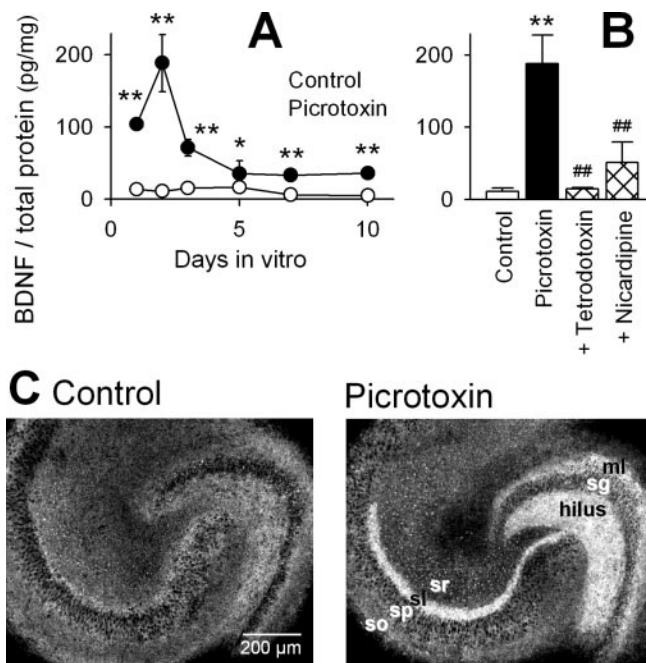 A
B
BDNF / total protein (pg/mg)
200
100
0
**
**
**
*
**
**
Control
Picrotoxin
0
5
10
Days in vitro
200
100
0
**
##
##
Control
Picrotoxin
+ Tetrodotoxin
+ Nicardipine
C Control
Picrotoxin
200 µm
ml
sg
hilus
sr
sl
sp
so